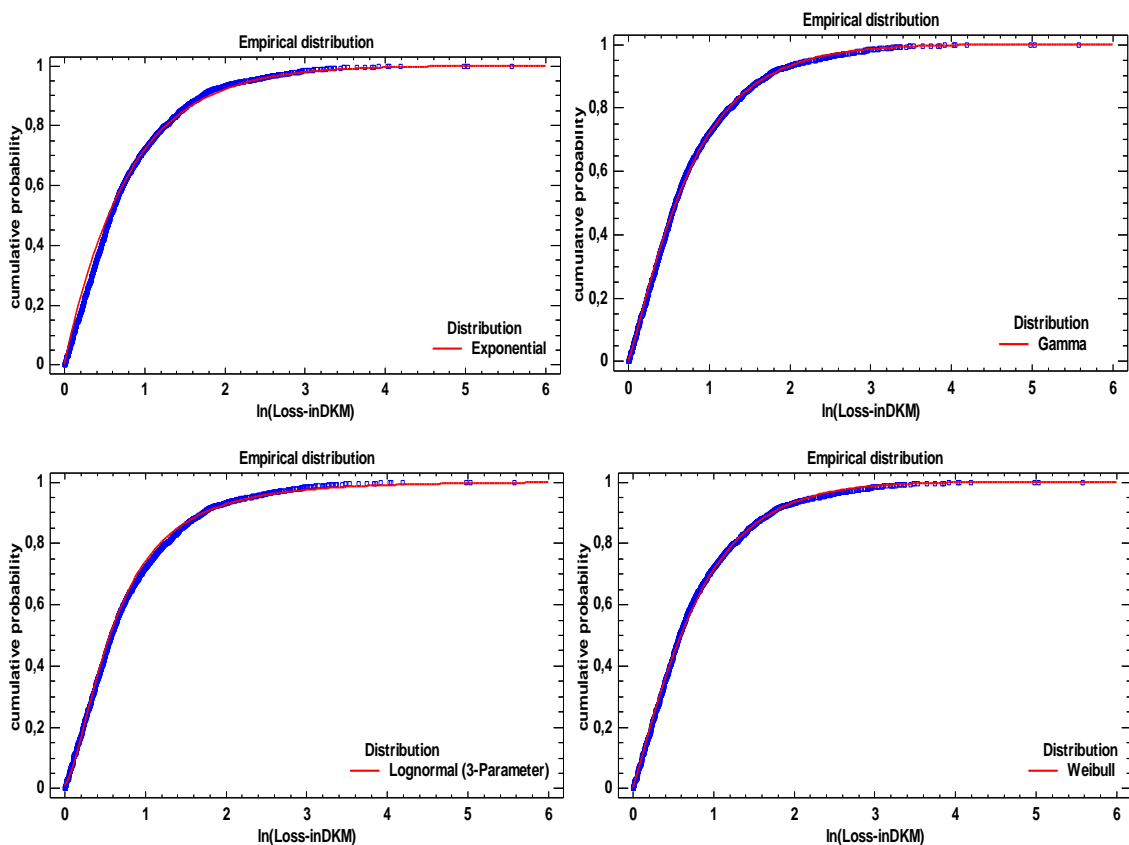 Empirical distribution
1
0,8
0,6
0,4
0,2
0
cumulative probability
Distribution
Exponential
0 1 2 3 4 5 6
ln(Loss-inDKM)
Empirical distribution
1
0,8
0,6
0,4
0,2
0
cumulative probability
Distribution
Gamma
0 1 2 3 4 5 6
ln(Loss-inDKM)
Empirical distribution
1
0,8
0,6
0,4
0,2
0
cumulative probability
Distribution
Lognormal (3-Parameter)
0 1 2 3 4 5 6
ln(Loss-inDKM)
Empirical distribution
1
0,8
0,6
0,4
0,2
0
cumulative probability
Distribution
Weibull
0 1 2 3 4 5 6
ln(Loss-inDKM)